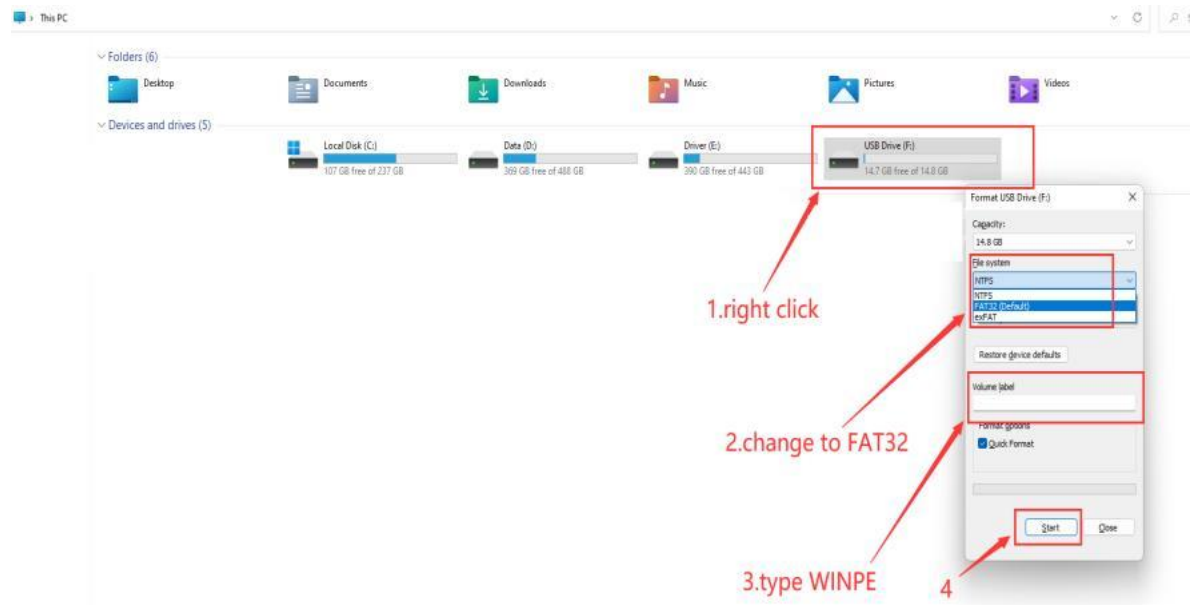 This PC
Folders (6)
Desktop
Documents
Downloads
Music
Pictures
Videos
Devices and drives (5)
Local Disk (C:)
107 GB free of 237 GB
Data (D:)
369 GB free of 488 GB
Driver (E:)
390 GB free of 443 GB
USB Drive (F:)
14.7 GB free of 14.8 GB
Format USB Drive (F:)
Capacity:
14.8 GB
File system
NTFS
NTFS
FAT32 (Default)
exFAT
Restore device defaults
Volume label
Format options
Quick Format
Start
Close
1.right click
2.change to FAT32
3.type WINPE
4